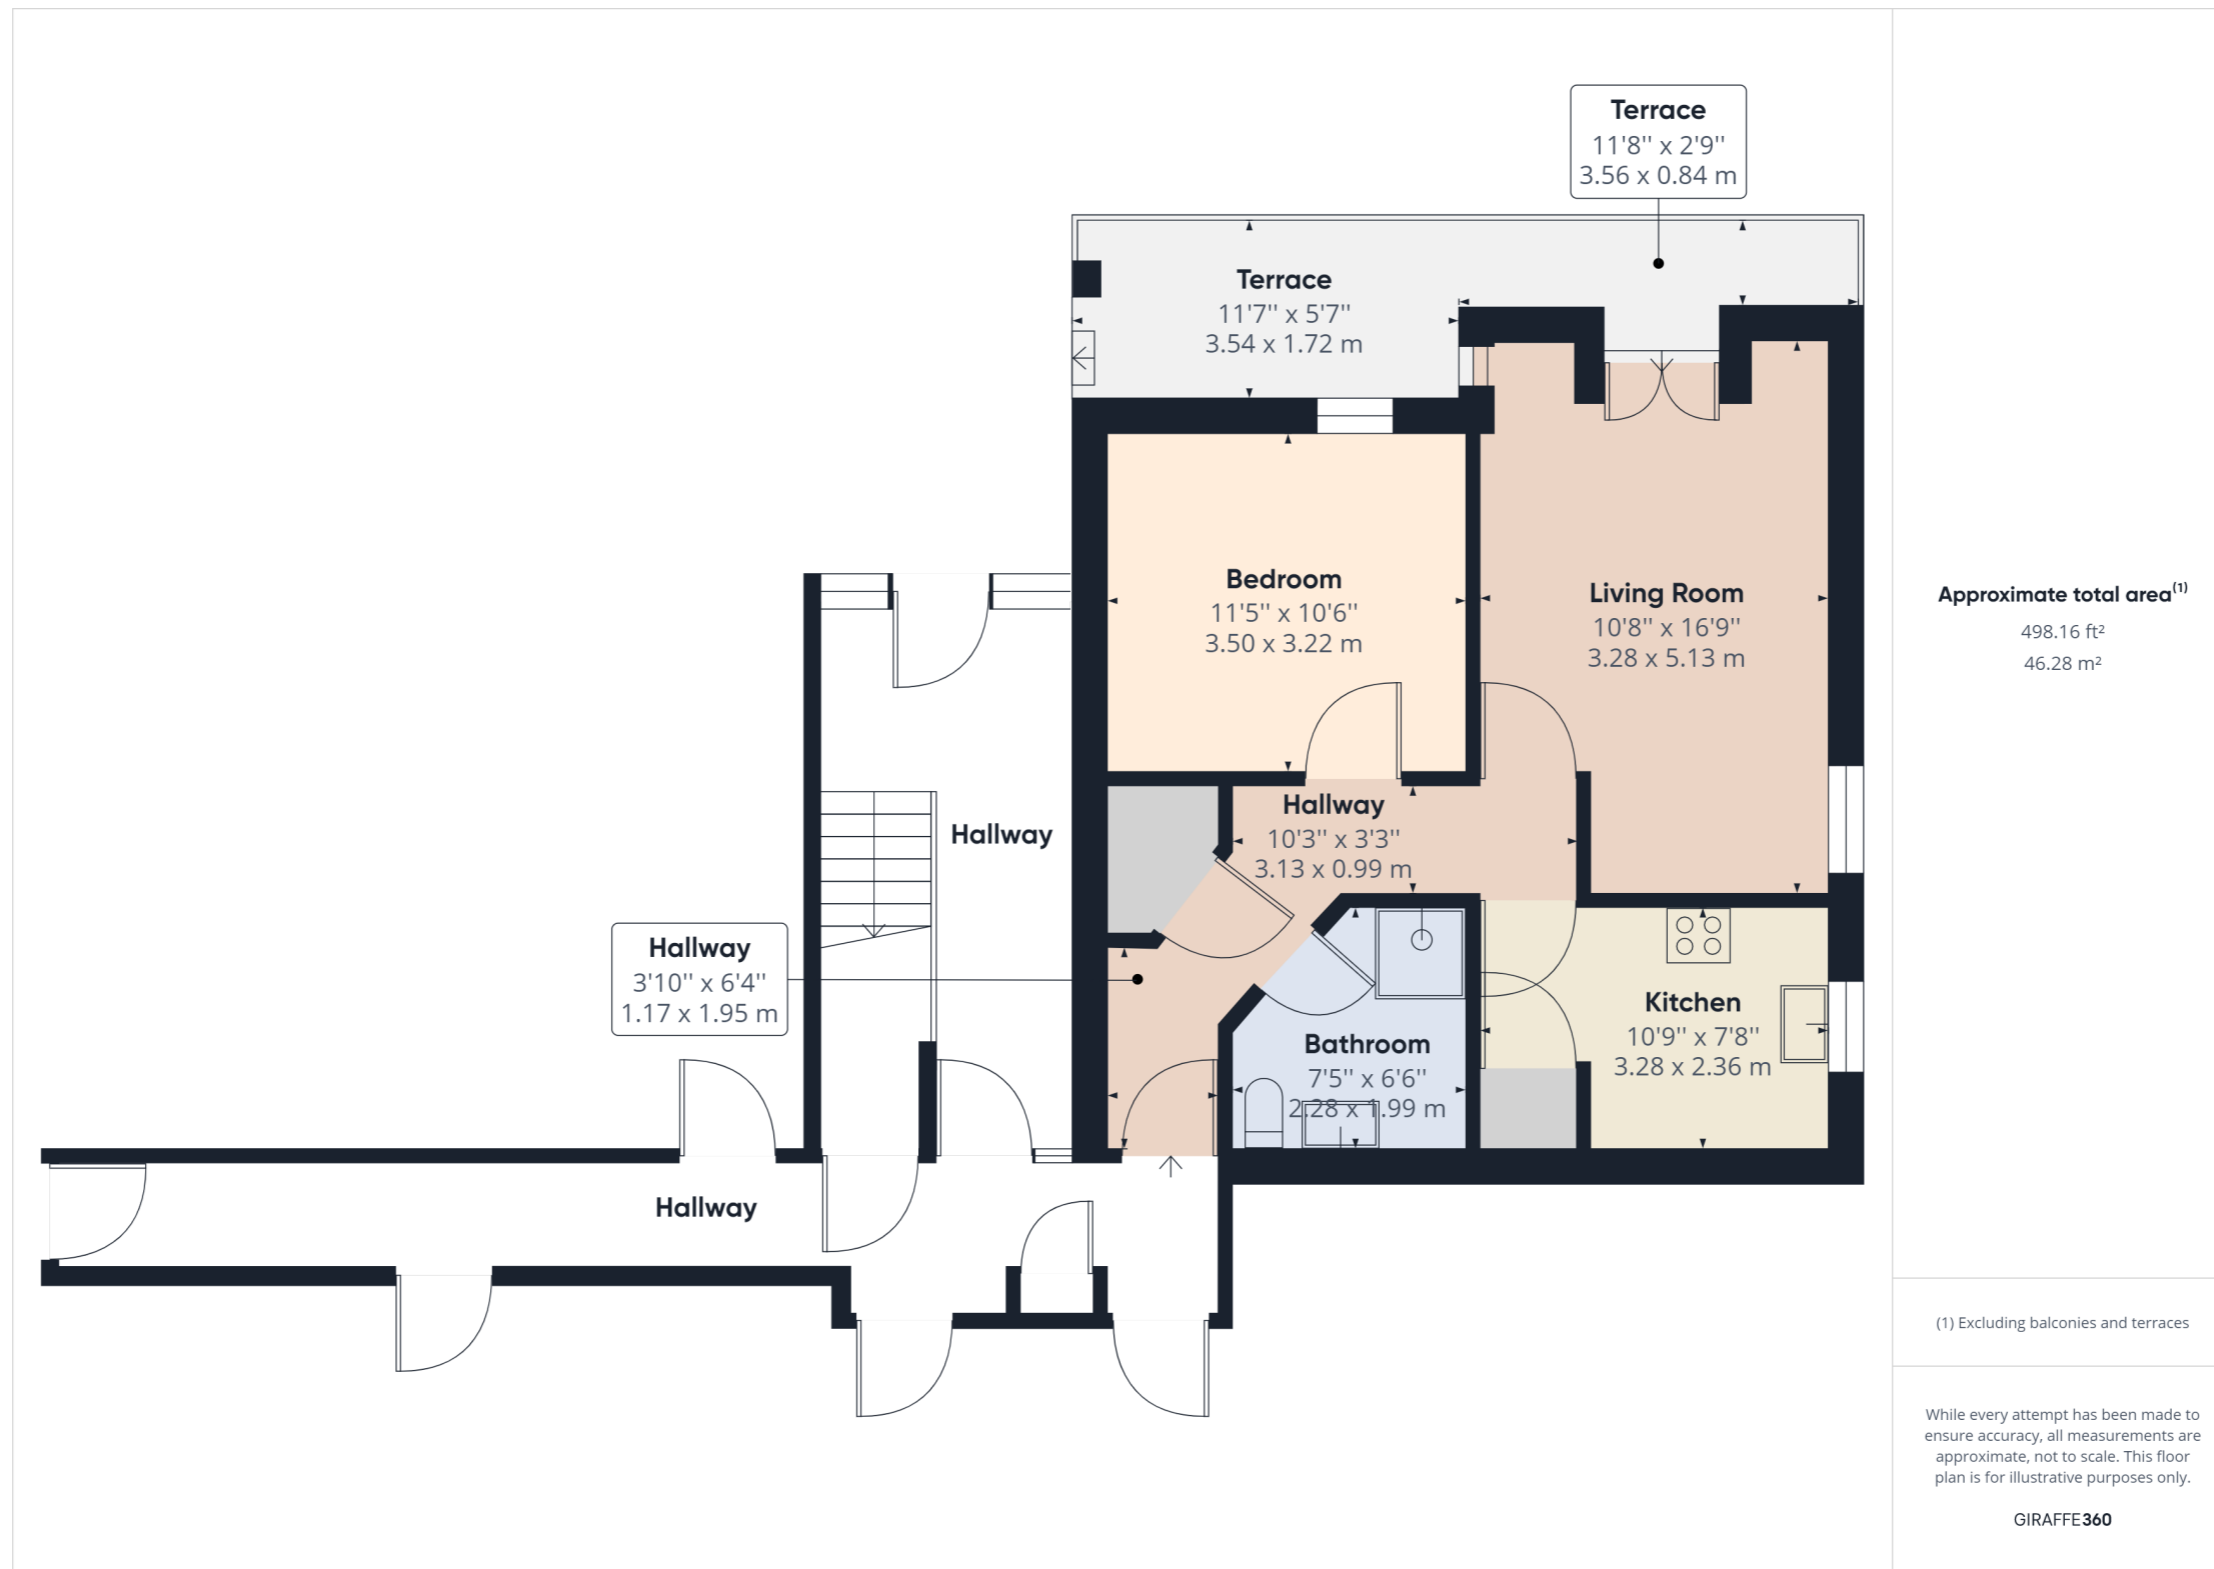 Terrace
11'8'' x 2'9''
3.56 x 0.84 m
Terrace
11'7'' x 5'7''
3.54 x 1.72 m
Bedroom
11'5'' x 10'6''
3.50 x 3.22 m
Living Room
10'8'' x 16'9''
3.28 x 5.13 m
Hallway
10'3'' x 3'3''
3.13 x 0.99 m
Hallway
Hallway
3'10'' x 6'4''
1.17 x 1.95 m
Kitchen
10'9'' x 7'8''
3.28 x 2.36 m
Bathroom
7'5'' x 6'6''
2.28 x 1.99 m
Hallway
Approximate total area(1)
498.16 ft²
46.28 m²
(1) Excluding balconies and terraces
While every attempt has been made to
ensure accuracy, all measurements are
approximate, not to scale. This floor
plan is for illustrative purposes only.
GIRAFFE360